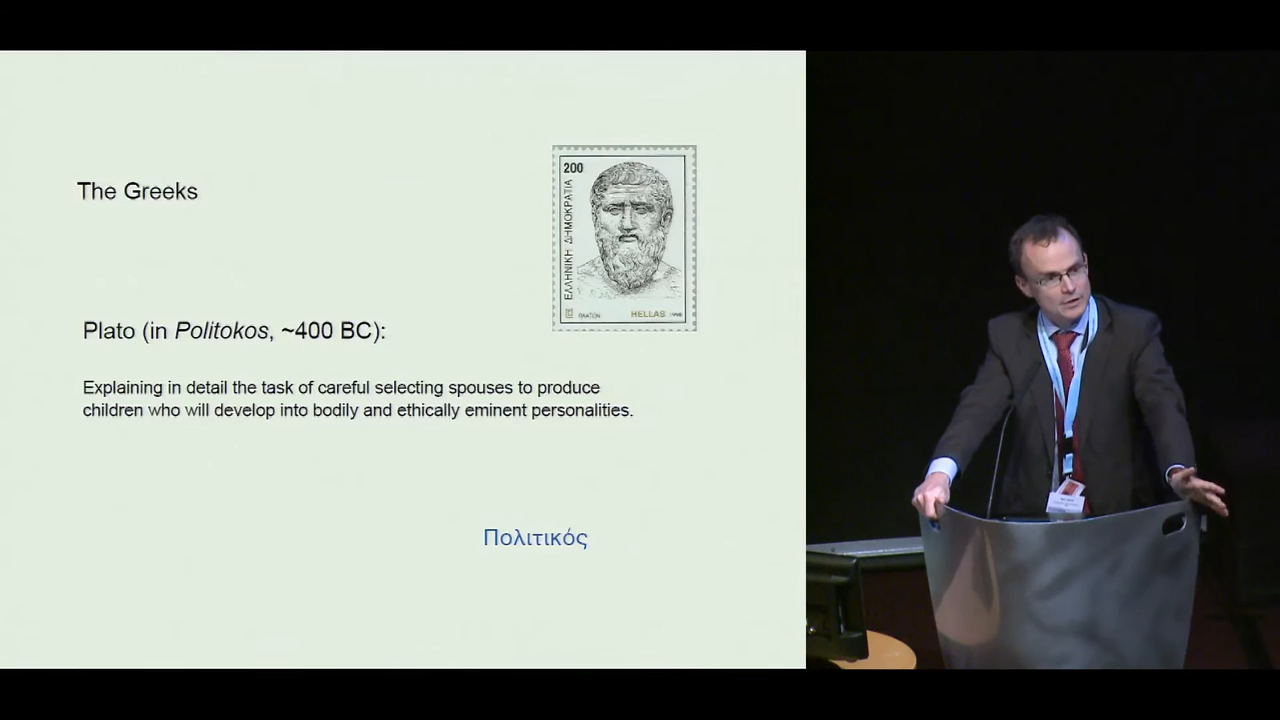 The Greeks
200
ΕΛΛΗΝΙΚΗ ΔΗΜΟΚΡΑΤΙΑ
ΠΛΑΤΩΝ
HELLAS 1998
Plato (in Politokos, ~400 BC):
Explaining in detail the task of careful selecting spouses to produce
children who will develop into bodily and ethically eminent personalities.
Πολιτικός